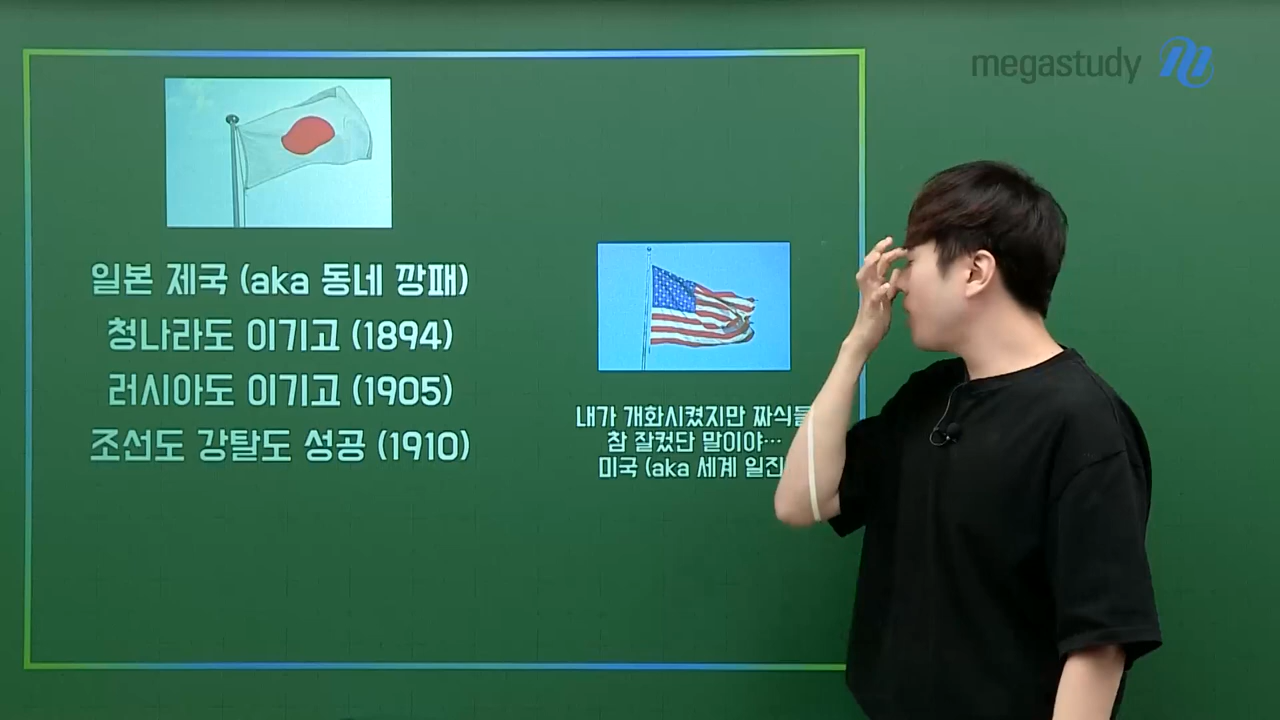 megastudy
일본 제국 (aka 동네 깡패)
청나라도 이기고 (1894)
러시아도 이기고 (1905)
조선도 강탈도 성공 (1910)
내가 개화시켰지만 짜식들
참 잘컸단 말이야…
미국 (aka 세계 일진